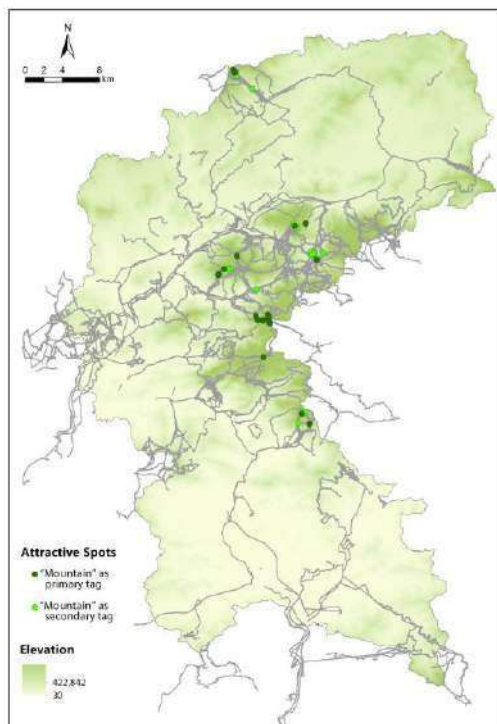 N
0 2 4 8
km
Attractive Spots
"Mountain" as
primary tag
"Mountain" as
secondary tag
Elevation
422,842
30